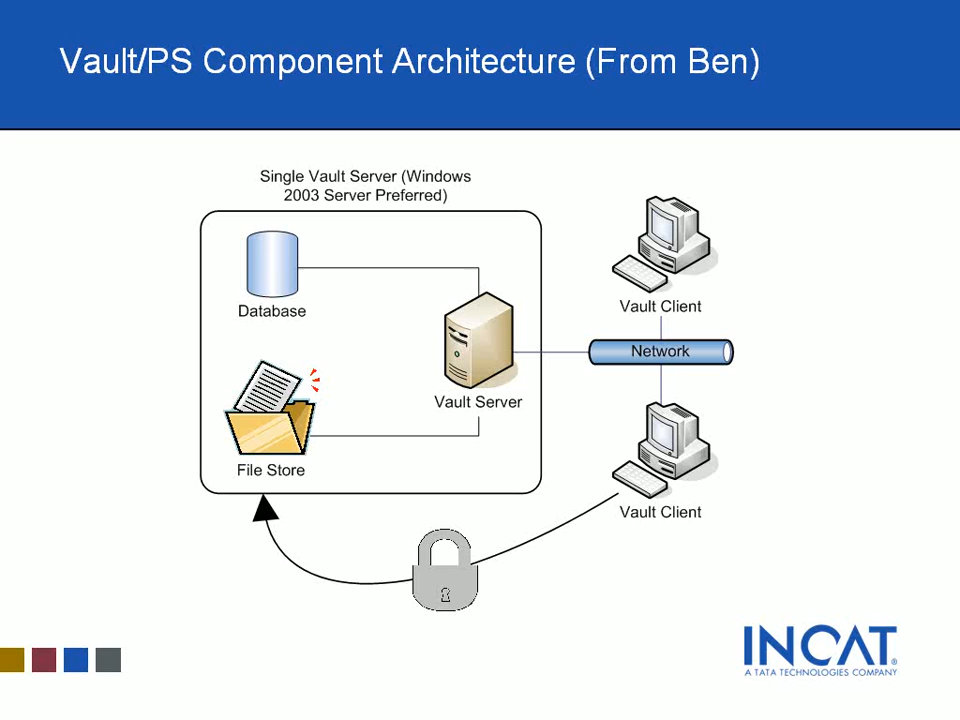 Vault/PS Component Architecture (From Ben)
Single Vault Server (Windows
2003 Server Preferred)
Database
Vault Client
Network
Vault Server
File Store
Vault Client
INCAT®
A TATA TECHNOLOGIES COMPANY